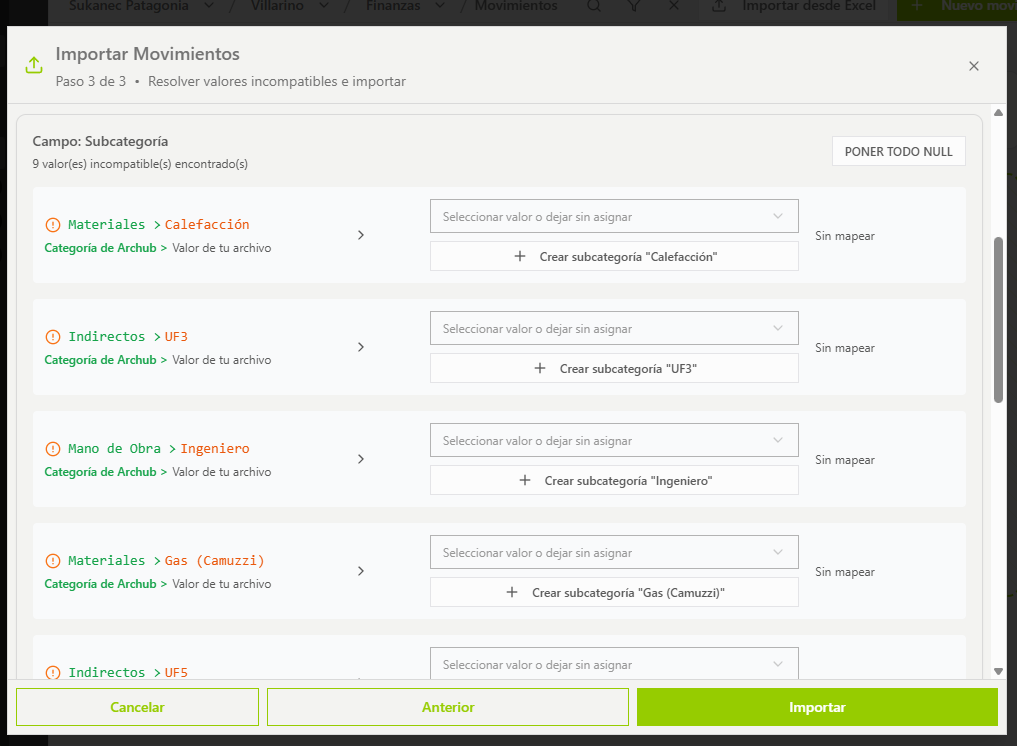 Sukanec Patagonia / Villarino / Finanzas / Movimientos Importar desde Excel + Nuevo movi
Importar Movimientos
Paso 3 de 3 • Resolver valores incompatibles e importar
Campo: Subcategoría
9 valor(es) incompatible(s) encontrado(s)
PONER TODO NULL
Materiales > Calefacción
Categoría de Archub > Valor de tu archivo
Seleccionar valor o dejar sin asignar
+ Crear subcategoría "Calefacción"
Sin mapear
Indirectos > UF3
Categoría de Archub > Valor de tu archivo
Seleccionar valor o dejar sin asignar
+ Crear subcategoría "UF3"
Sin mapear
Mano de Obra > Ingeniero
Categoría de Archub > Valor de tu archivo
Seleccionar valor o dejar sin asignar
+ Crear subcategoría "Ingeniero"
Sin mapear
Materiales > Gas (Camuzzi)
Categoría de Archub > Valor de tu archivo
Seleccionar valor o dejar sin asignar
+ Crear subcategoría "Gas (Camuzzi)"
Sin mapear
Indirectos > UF5
Seleccionar valor o dejar sin asignar
Cancelar
Anterior
Importar